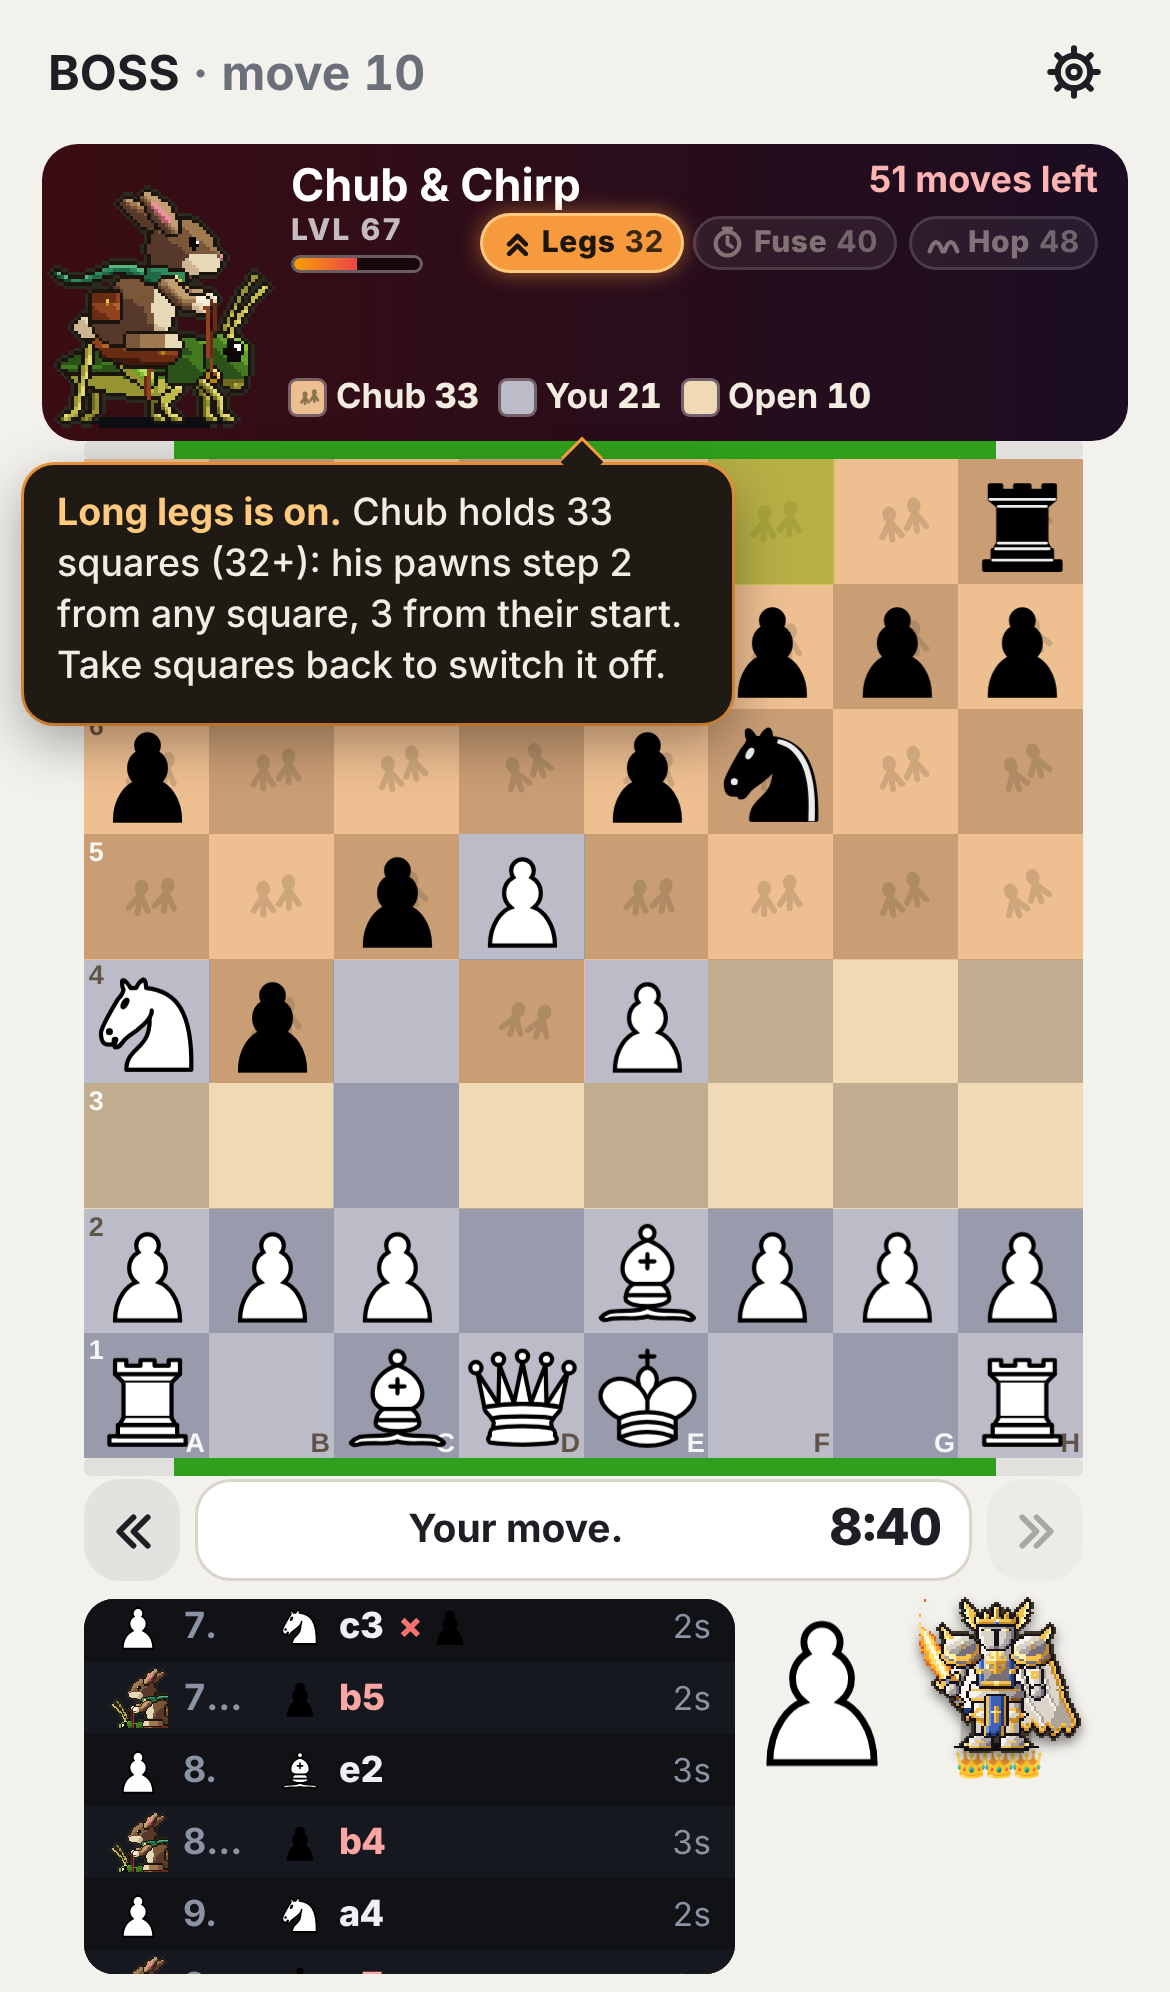 BOSS · move 10
Chub & Chirp
51 moves left
LVL 67
Legs 32
Fuse 40
Hop 48
Chub 33
You 21
Open 10
Long legs is on. Chub holds 33
squares (32+): his pawns step 2
from any square, 3 from their start.
Take squares back to switch it off.
6
5
4
3
2
1
A B C D E F G H
Your move.
8:40
7. c3 × 2s
7... b5 2s
8. e2 3s
8... b4 3s
9. a4 2s